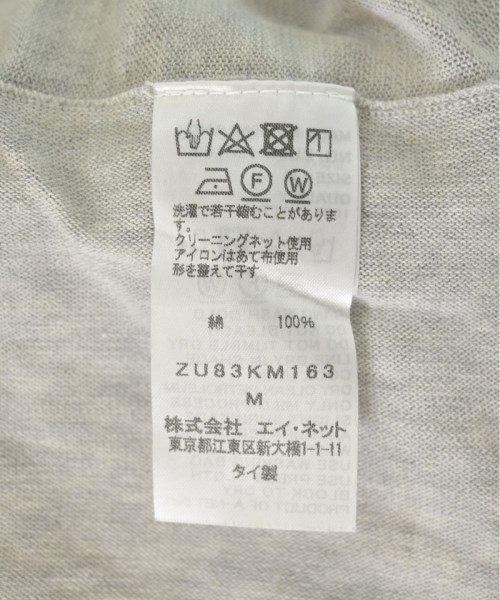 F
W
洗濯で若干縮むことがありま
す。
クリーニングネット使用
アイロンはあて布使用
形を整えて干す
綿 100%
ZU83KM163
M
株式会社 エイ・ネット
東京都江東区新大橋1-1-11
タイ製